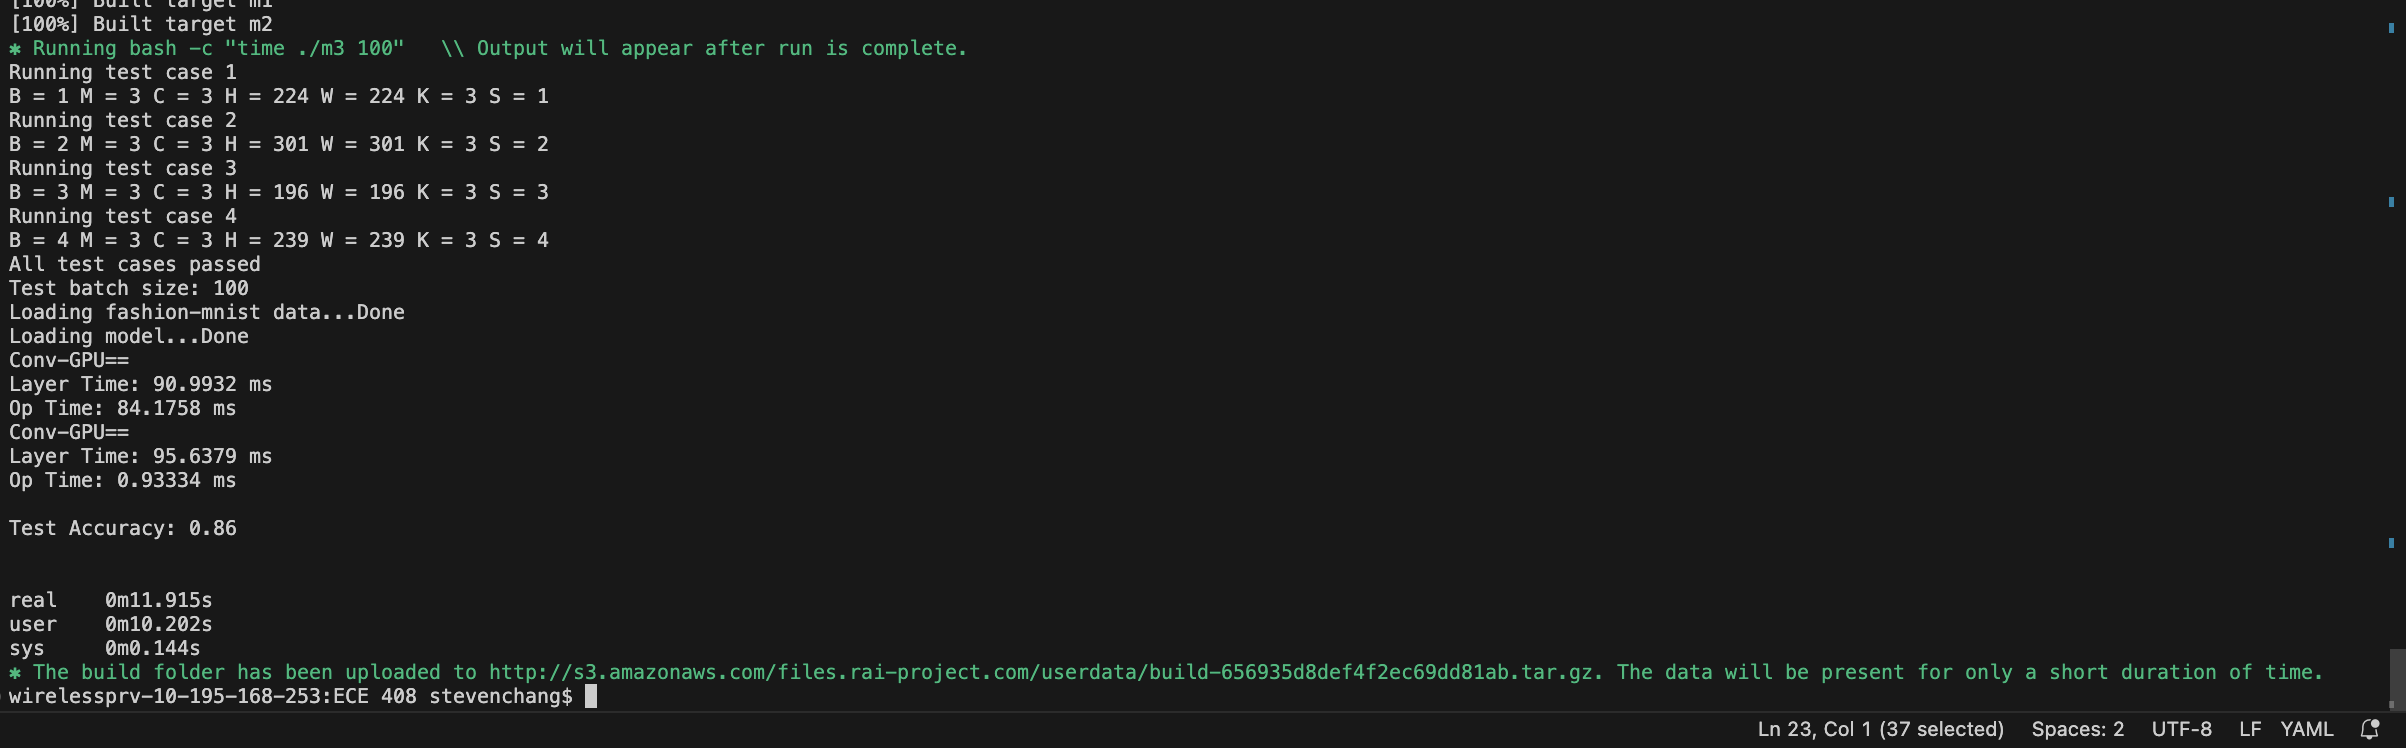 [100%] Built target m1
[100%] Built target m2
✱ Running bash -c "time ./m3 100"   \\ Output will appear after run is complete.
Running test case 1
B = 1 M = 3 C = 3 H = 224 W = 224 K = 3 S = 1
Running test case 2
B = 2 M = 3 C = 3 H = 301 W = 301 K = 3 S = 2
Running test case 3
B = 3 M = 3 C = 3 H = 196 W = 196 K = 3 S = 3
Running test case 4
B = 4 M = 3 C = 3 H = 239 W = 239 K = 3 S = 4
All test cases passed
Test batch size: 100
Loading fashion-mnist data...Done
Loading model...Done
Conv-GPU==
Layer Time: 90.9932 ms
Op Time: 84.1758 ms
Conv-GPU==
Layer Time: 95.6379 ms
Op Time: 0.93334 ms
Test Accuracy: 0.86
real    0m11.915s
user    0m10.202s
sys     0m0.144s
✱ The build folder has been uploaded to http://s3.amazonaws.com/files.rai-project.com/userdata/build-656935d8def4f2ec69dd81ab.tar.gz. The data will be present for only a short duration of time.
wirelessprv-10-195-168-253:ECE 408 stevenchang$
Ln 23, Col 1 (37 selected) Spaces: 2 UTF-8 LF YAML